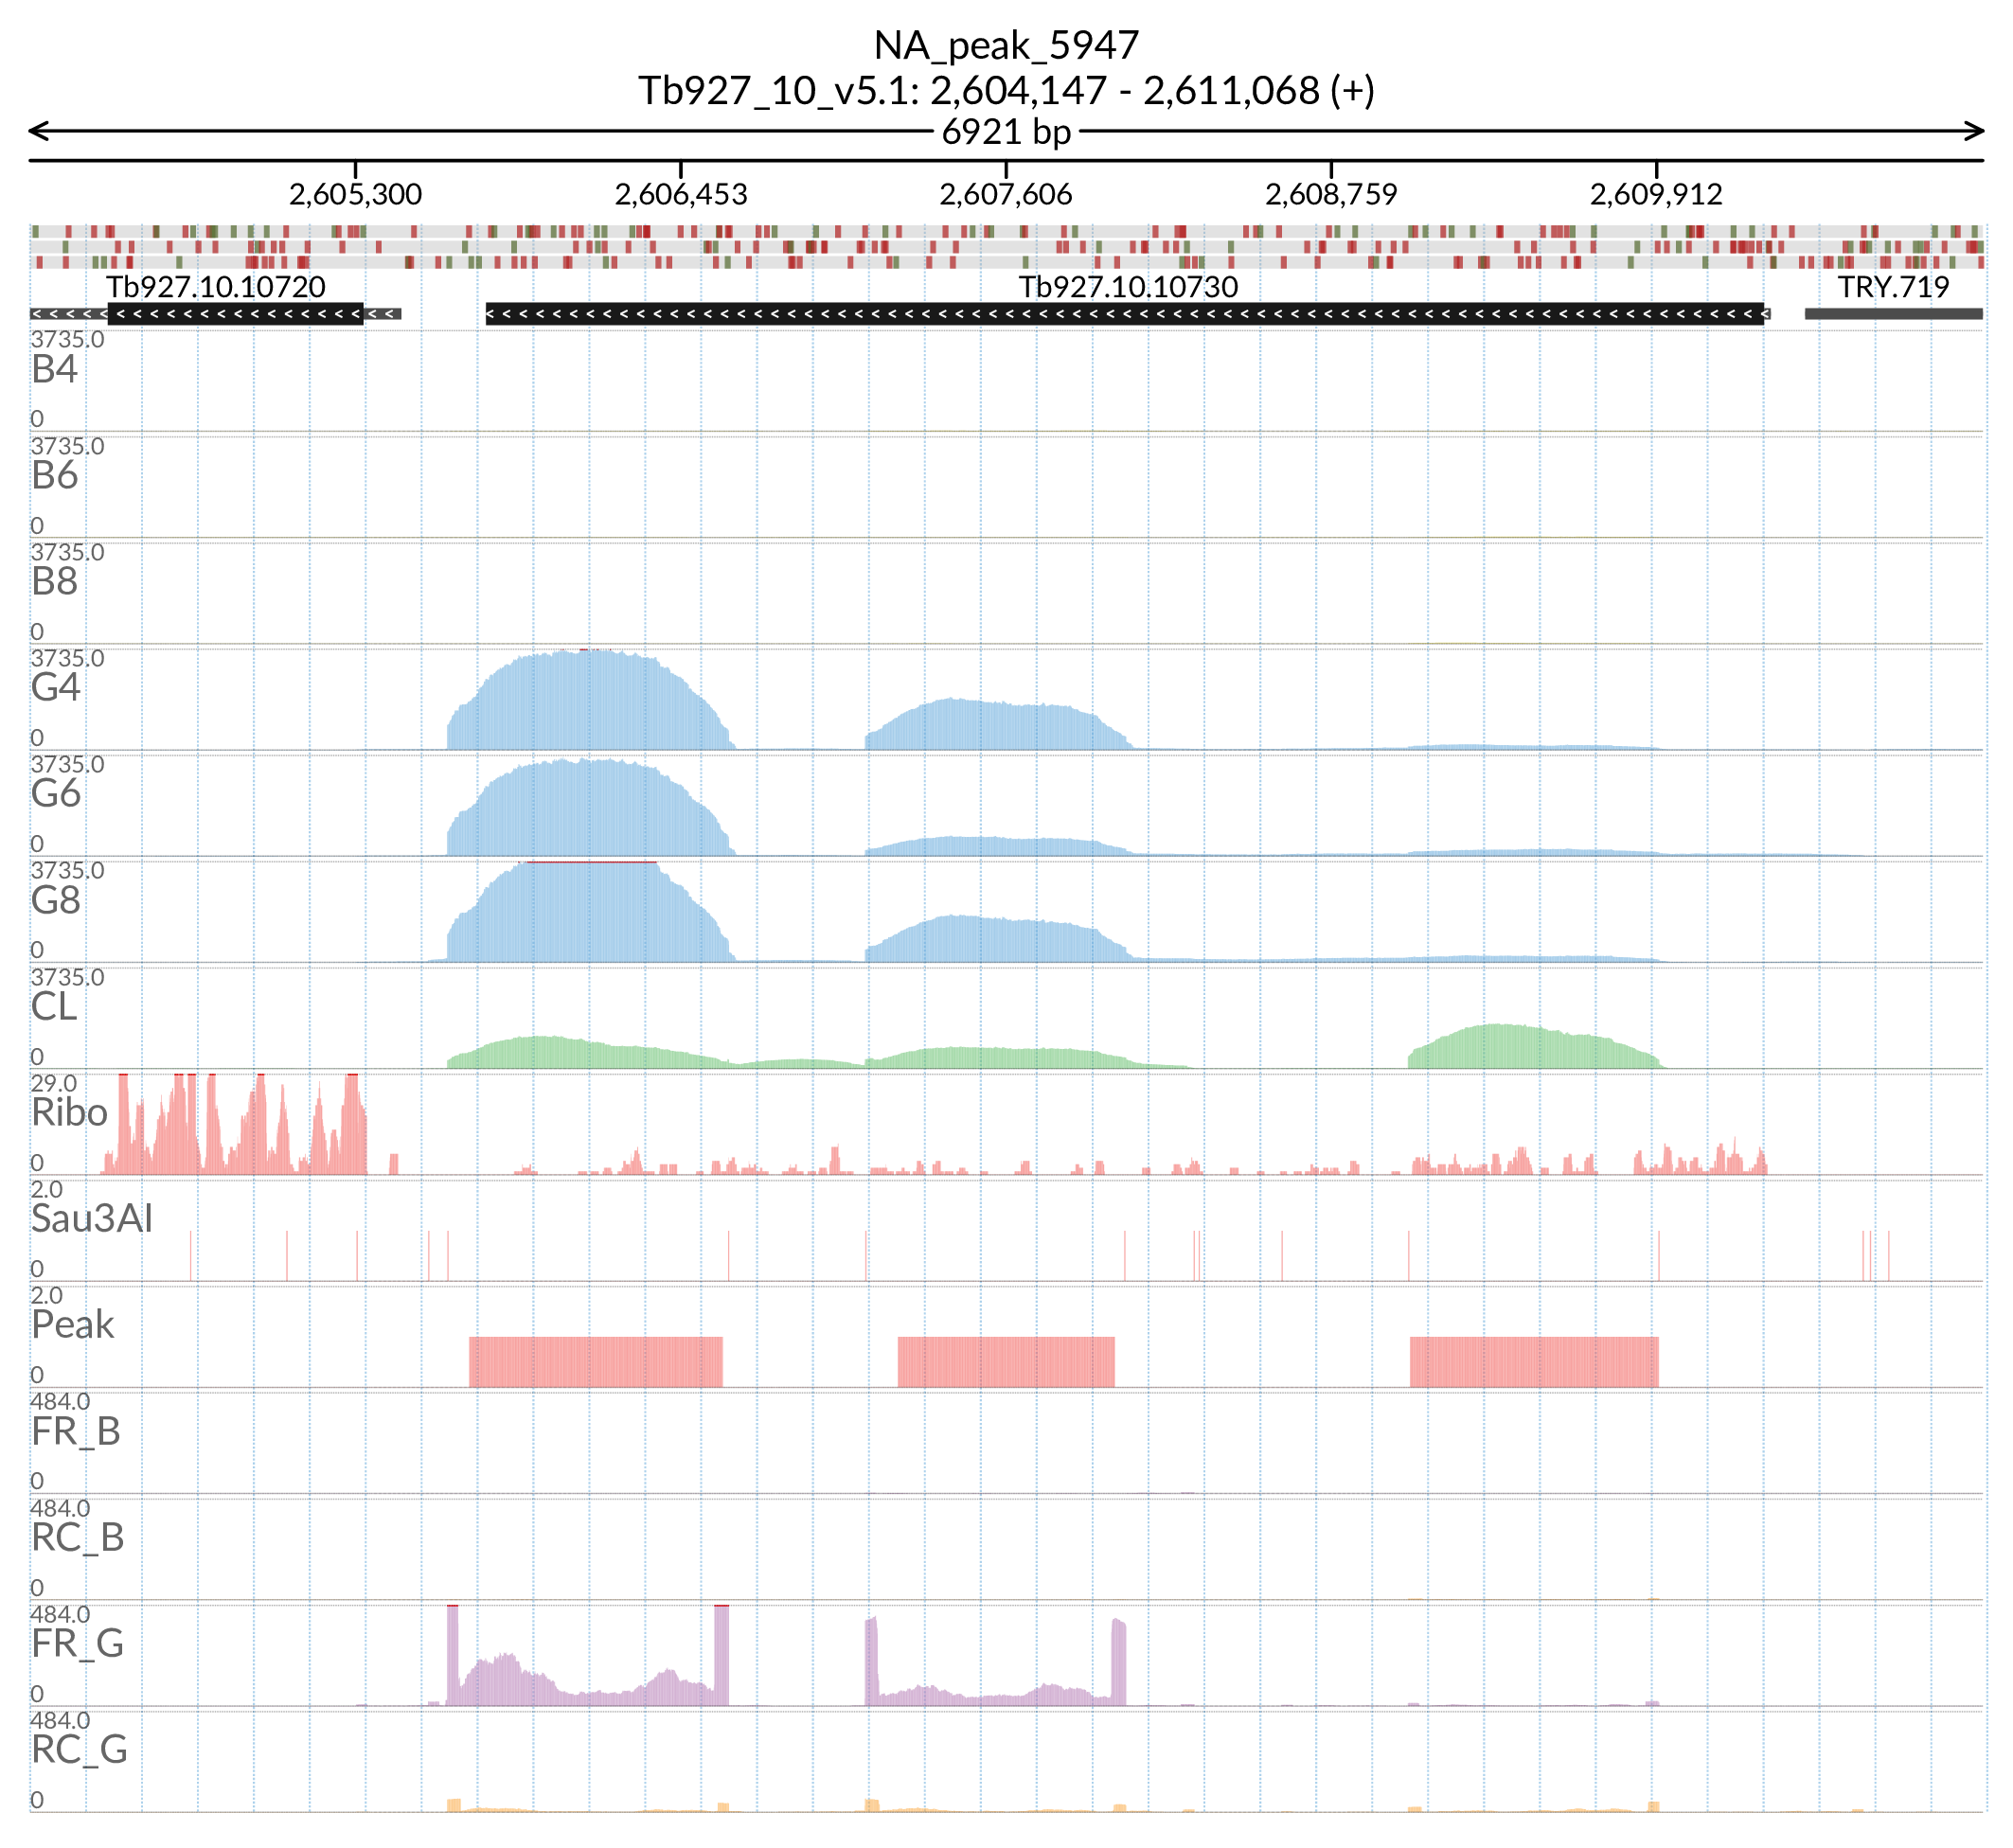 NA_peak_5947
Tb927_10_v5.1: 2,604,147 - 2,611,068 (+)
6921 bp
2,605,300 2,606,453 2,607,606 2,608,759 2,609,912
Tb927.10.10720 Tb927.10.10730 TRY.719
3735.0
B4
0
3735.0
B6
0
3735.0
B8
0
3735.0
G4
0
3735.0
G6
0
3735.0
G8
0
3735.0
CL
0
29.0
Ribo
0
2.0
Sau3AI
0
2.0
Peak
0
484.0
FR_B
0
484.0
RC_B
0
484.0
FR_G
0
484.0
RC_G
0